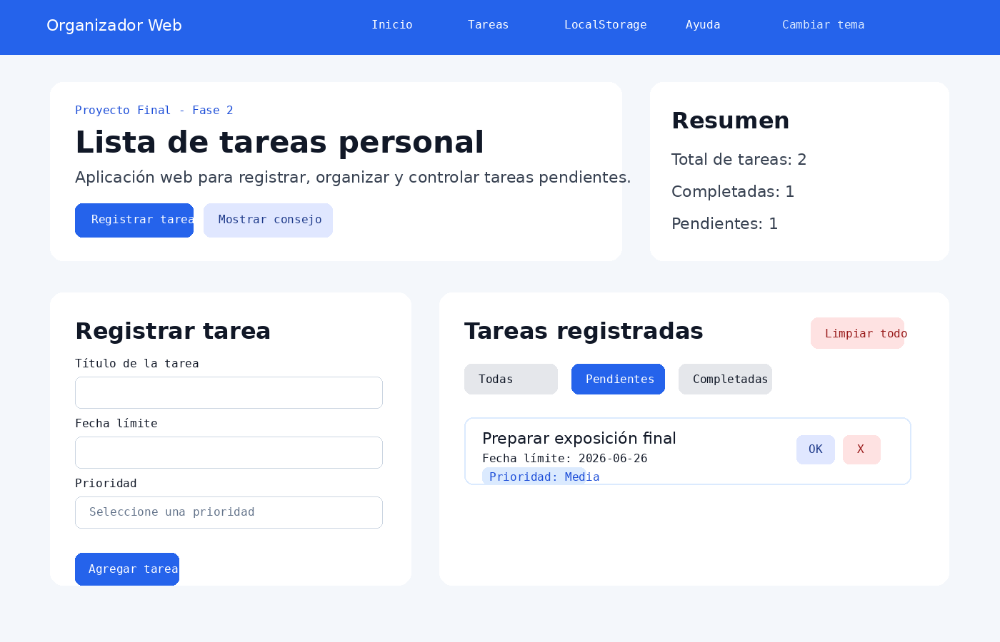 Organizador Web
Inicio
Tareas
LocalStorage
Ayuda
Cambiar tema
Proyecto Final - Fase 2
Lista de tareas personal
Aplicación web para registrar, organizar y controlar tareas pendientes.
Registrar tarea
Mostrar consejo
Resumen
Total de tareas: 2
Completadas: 1
Pendientes: 1
Registrar tarea
Título de la tarea
Fecha límite
Prioridad
Seleccione una prioridad
Agregar tarea
Tareas registradas
Limpiar todo
Todas
Pendientes
Completadas
Preparar exposición final
Fecha límite: 2026-06-26
Prioridad: Media
OK
X